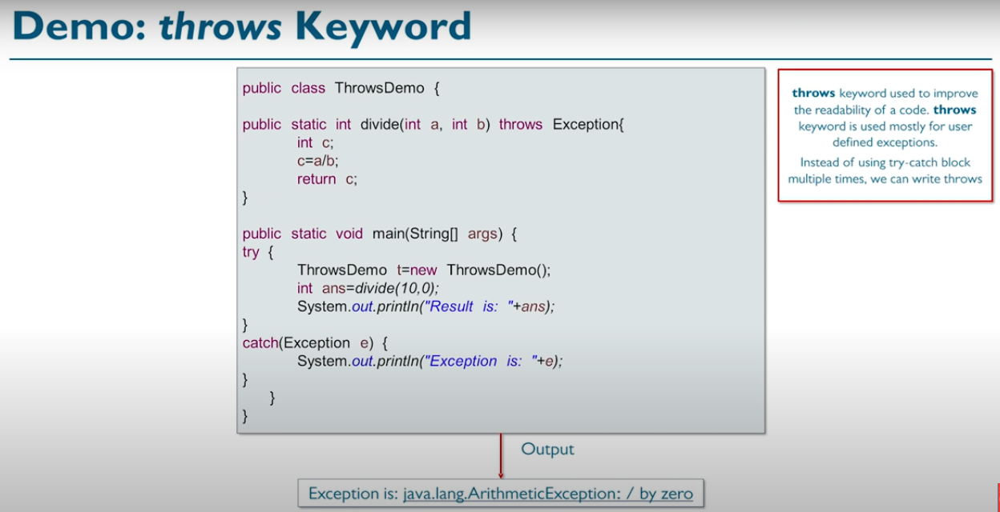 Demo: throws Keyword
public class ThrowsDemo {
public static int divide(int a, int b) throws Exception{
int c;
c=a/b;
return c;
}
public static void main(String[] args) {
try {
ThrowsDemo t=new ThrowsDemo();
int ans=divide(10,0);
System.out.println("Result is: "+ans);
}
catch(Exception e) {
System.out.println("Exception is: "+e);
}
}
}
throws keyword used to improve
the readability of a code. throws
keyword is used mostly for user
defined exceptions.
Instead of using try-catch block
multiple times, we can write throws
Output
Exception is: java.lang.ArithmeticException: / by zero